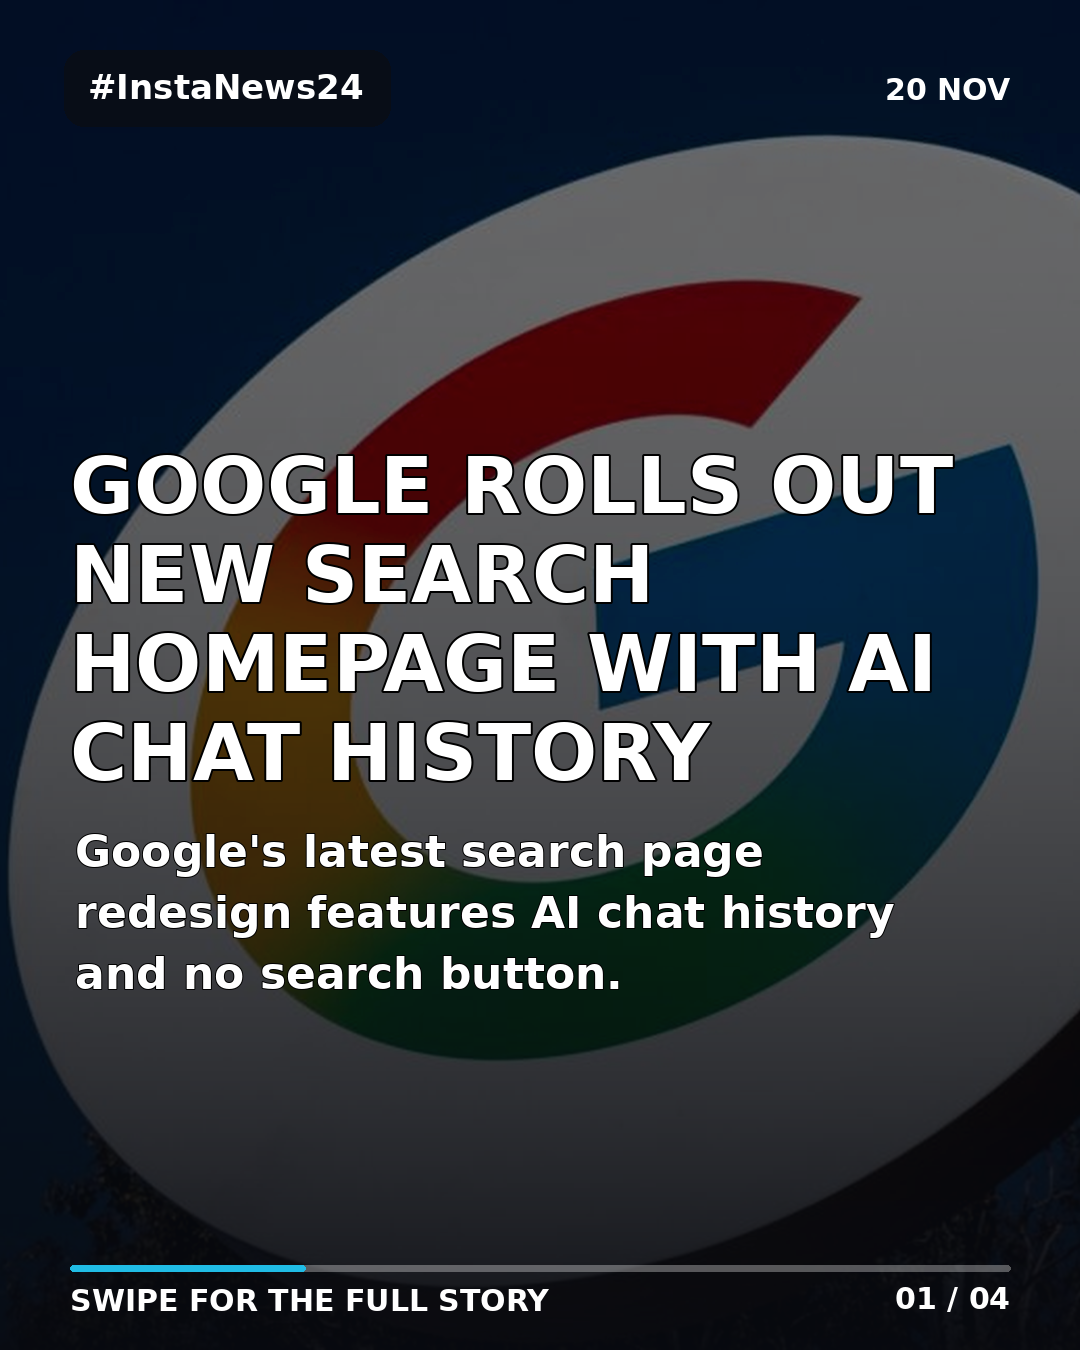 #InstaNews24
20 NOV
GOOGLE ROLLS OUT
NEW SEARCH
HOMEPAGE WITH AI
CHAT HISTORY
Google's latest search page
redesign features AI chat history
and no search button.
SWIPE FOR THE FULL STORY
01 / 04